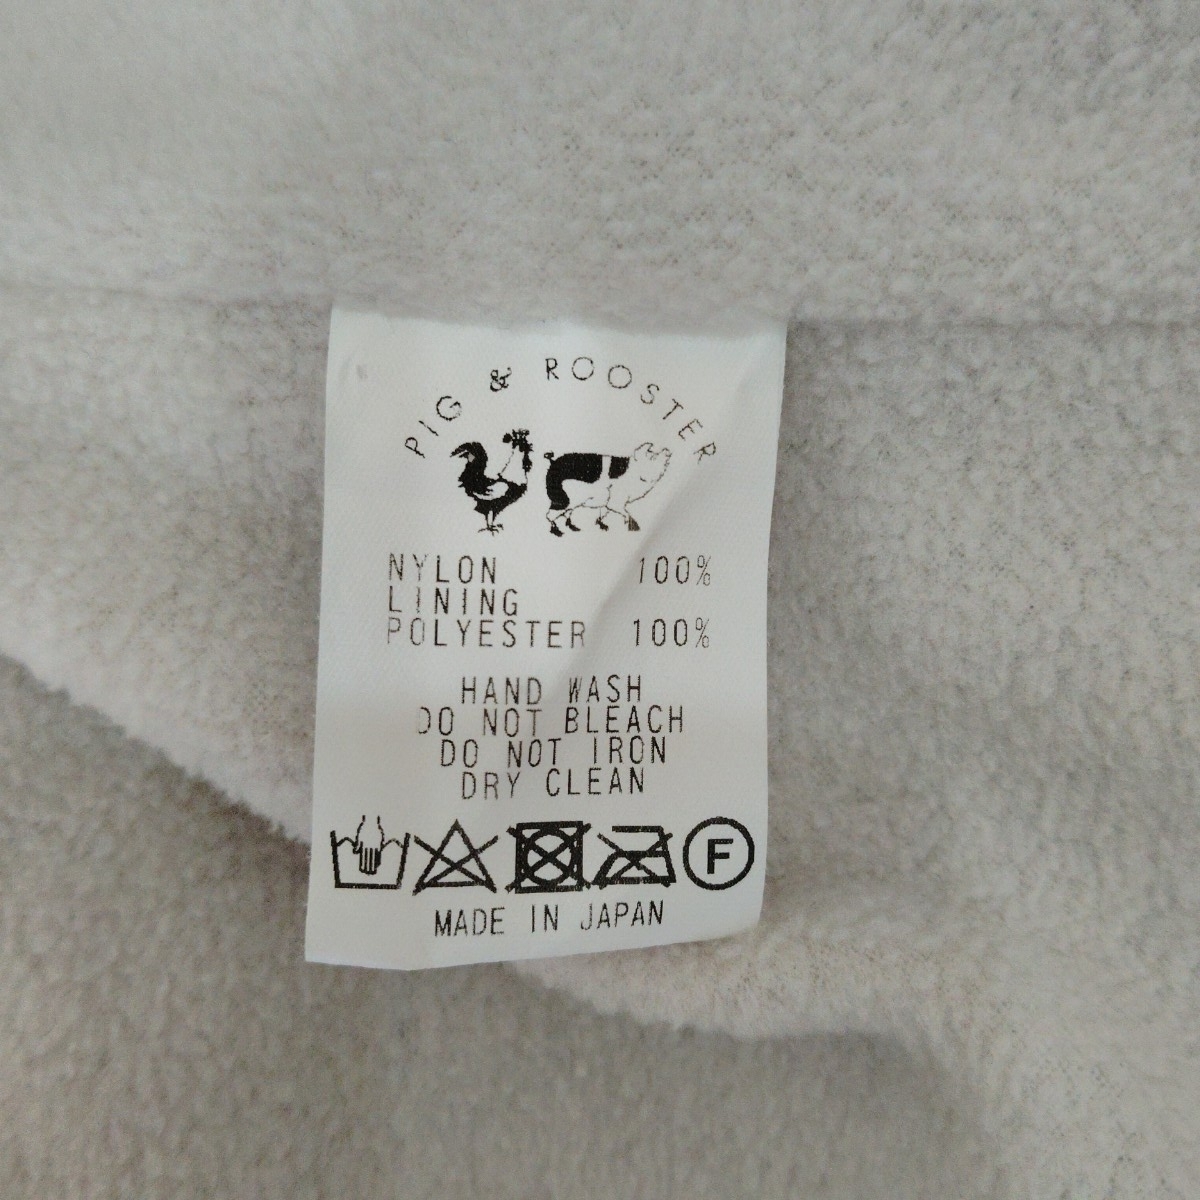 PIG & ROOSTER
NYLON 100%
LINING
POLYESTER 100%
HAND WASH
DO NOT BLEACH
DO NOT IRON
DRY CLEAN
F
MADE IN JAPAN